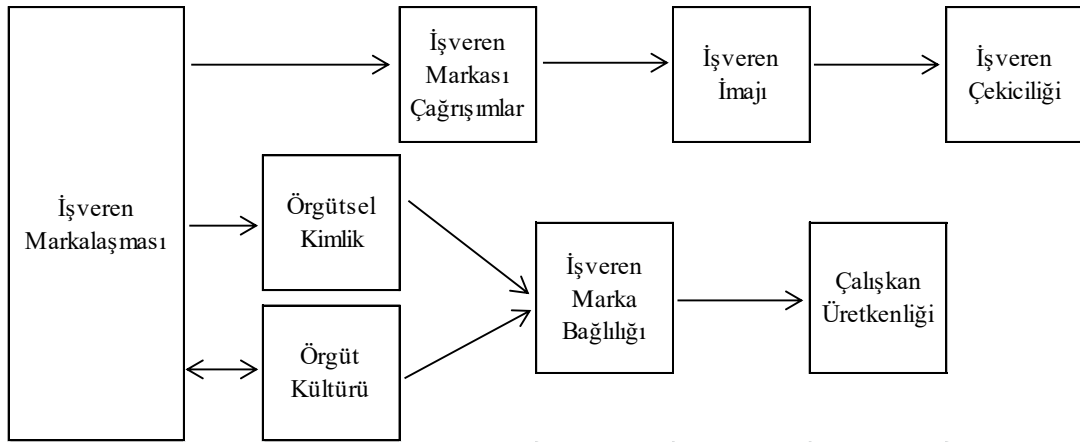 İşveren
Markalaşması
İşveren
Markası
Çağrışımlar
İşveren
İmajı
İşveren
Çekiciliği
Örgütsel
Kimlik
Örgüt
Kültürü
İşveren
Marka
Bağlılığı
Çalışkan
Üretkenliği